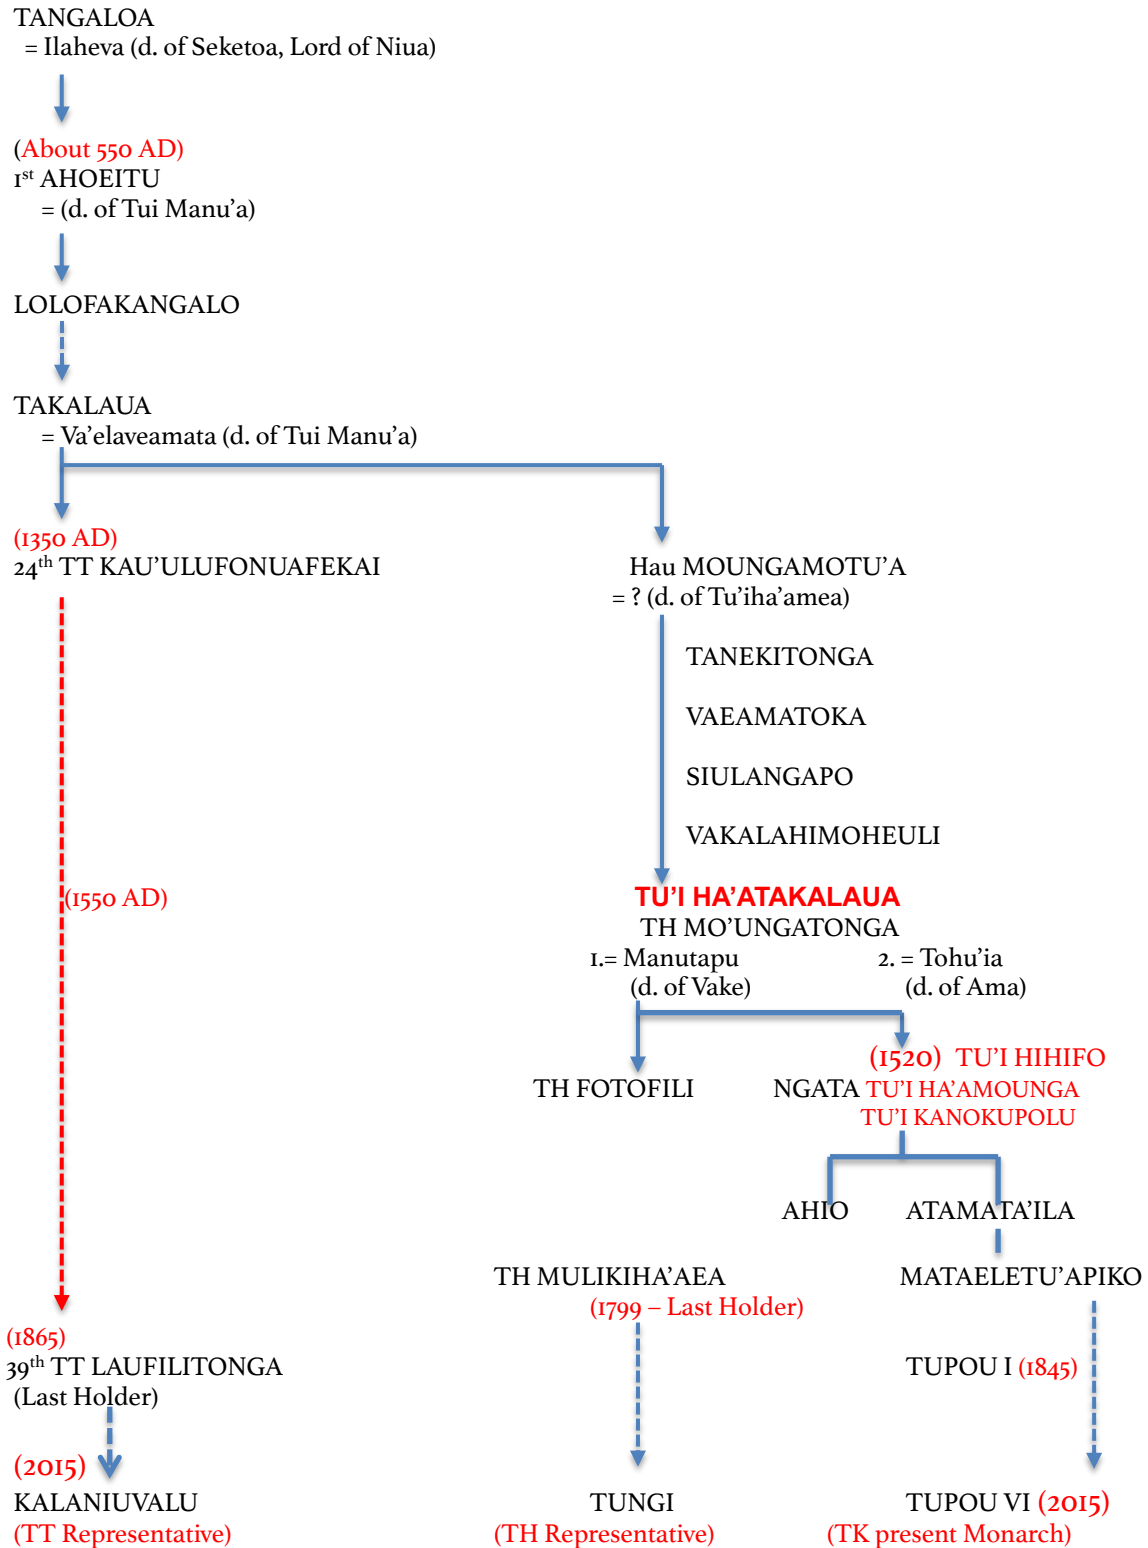 TANGALOA
= Ilaheva (d. of Seketoa, Lord of Niua)
(About 550 AD)
1st AHOEITU
= (d. of Tui Manu’a)
LOLOFAKANGALO
TAKALAUA
= Va’elaveamata (d. of Tui Manu’a)
(1350 AD)
24th TT KAU’ULUFONUAFEKAI
Hau MOUNGAMOTU’A
= ? (d. of Tu’iha’amea)
TANEKITONGA
VAEAMATOKA
SIULANGAPO
VAKALAHIMOHEULI
(1550 AD)
TU’I HA’ATAKALAUA
TH MO’UNGATONGA
1.= Manutapu
(d. of Vake)
2. = Tohu’ia
(d. of Ama)
(1520) TU’I HIHIFO
TH FOTOFILI
NGATA TU’I HA’AMOUNGA
TU’I KANOKUPOLU
AHIO
ATAMATA’ILA
TH MULIKIHA’AEA
(1799 – Last Holder)
MATAELETU’APIKO
(1865)
39th TT LAUFILITONGA
(Last Holder)
TUPOU I (1845)
(2015)
KALANIUVALU
(TT Representative)
TUNGI
(TH Representative)
TUPOU VI (2015)
(TK present Monarch)